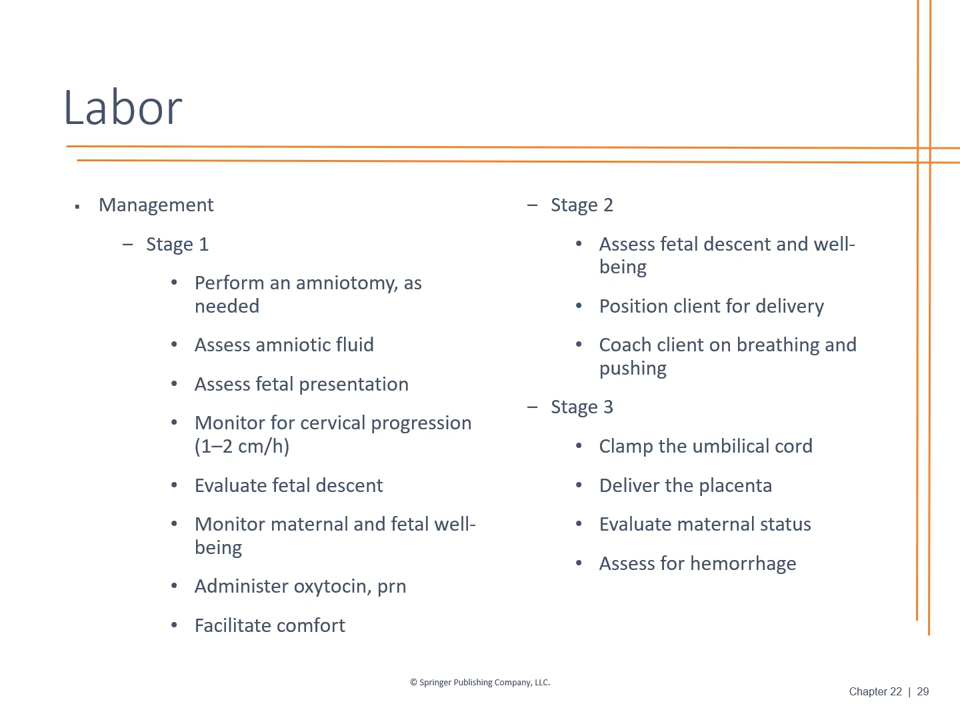 Labor
▪ Management
– Stage 1
• Perform an amniotomy, as
needed
• Assess amniotic fluid
• Assess fetal presentation
• Monitor for cervical progression
(1–2 cm/h)
• Evaluate fetal descent
• Monitor maternal and fetal well-
being
• Administer oxytocin, prn
• Facilitate comfort
– Stage 2
• Assess fetal descent and well-
being
• Position client for delivery
• Coach client on breathing and
pushing
– Stage 3
• Clamp the umbilical cord
• Deliver the placenta
• Evaluate maternal status
• Assess for hemorrhage
© Springer Publishing Company, LLC.
Chapter 22 | 29